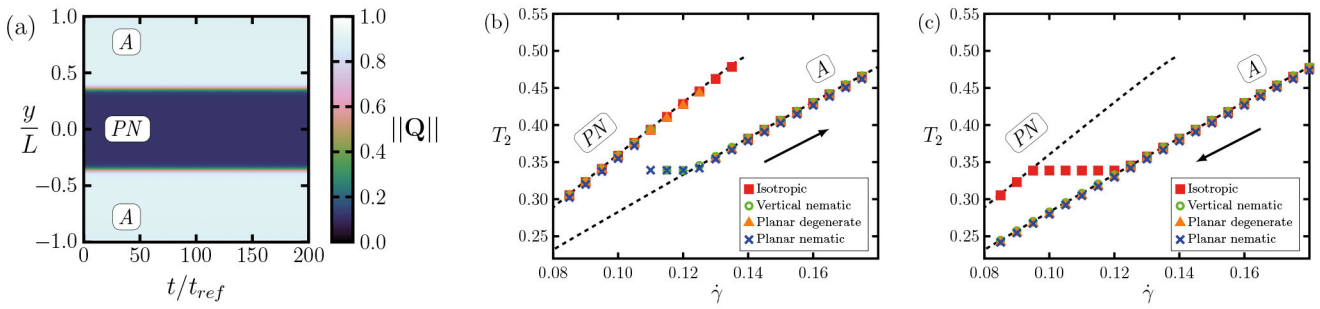 (a)
1.0
0.5
0.0
−0.5
−1.0
y
L
A
PN
A
0
50
100
150
200
t/t_ref
1.0
0.8
0.6
0.4
0.2
0.0
||Q||
(b)
T₂
0.55
0.50
0.45
0.40
0.35
0.30
0.25
PN
A
Isotropic
Vertical nematic
Planar degenerate
Planar nematic
0.08 0.10 0.12 0.14 0.16
γ̇
(c)
T₂
0.55
0.50
0.45
0.40
0.35
0.30
0.25
PN
A
Isotropic
Vertical nematic
Planar degenerate
Planar nematic
0.08 0.10 0.12 0.14 0.16
γ̇